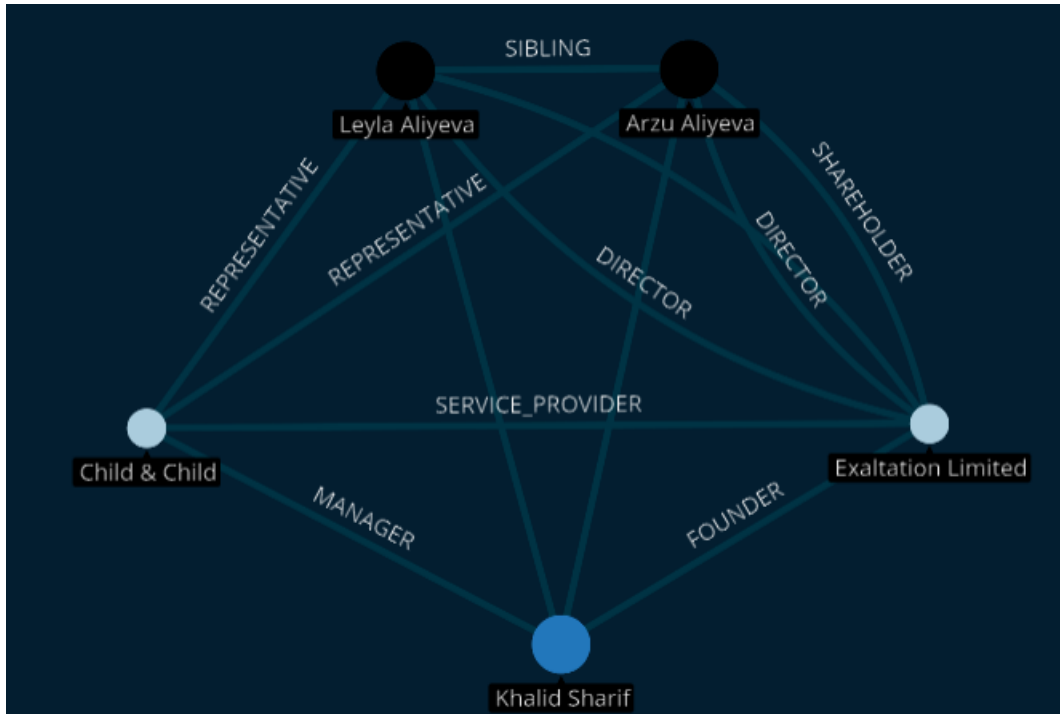 SIBLING
Leyla Aliyeva
Arzu Aliyeva
REPRESENTATIVE
REPRESENTATIVE
SHAREHOLDER
DIRECTOR
DIRECTOR
SERVICE_PROVIDER
Child & Child
Exaltation Limited
MANAGER
FOUNDER
Khalid Sharif